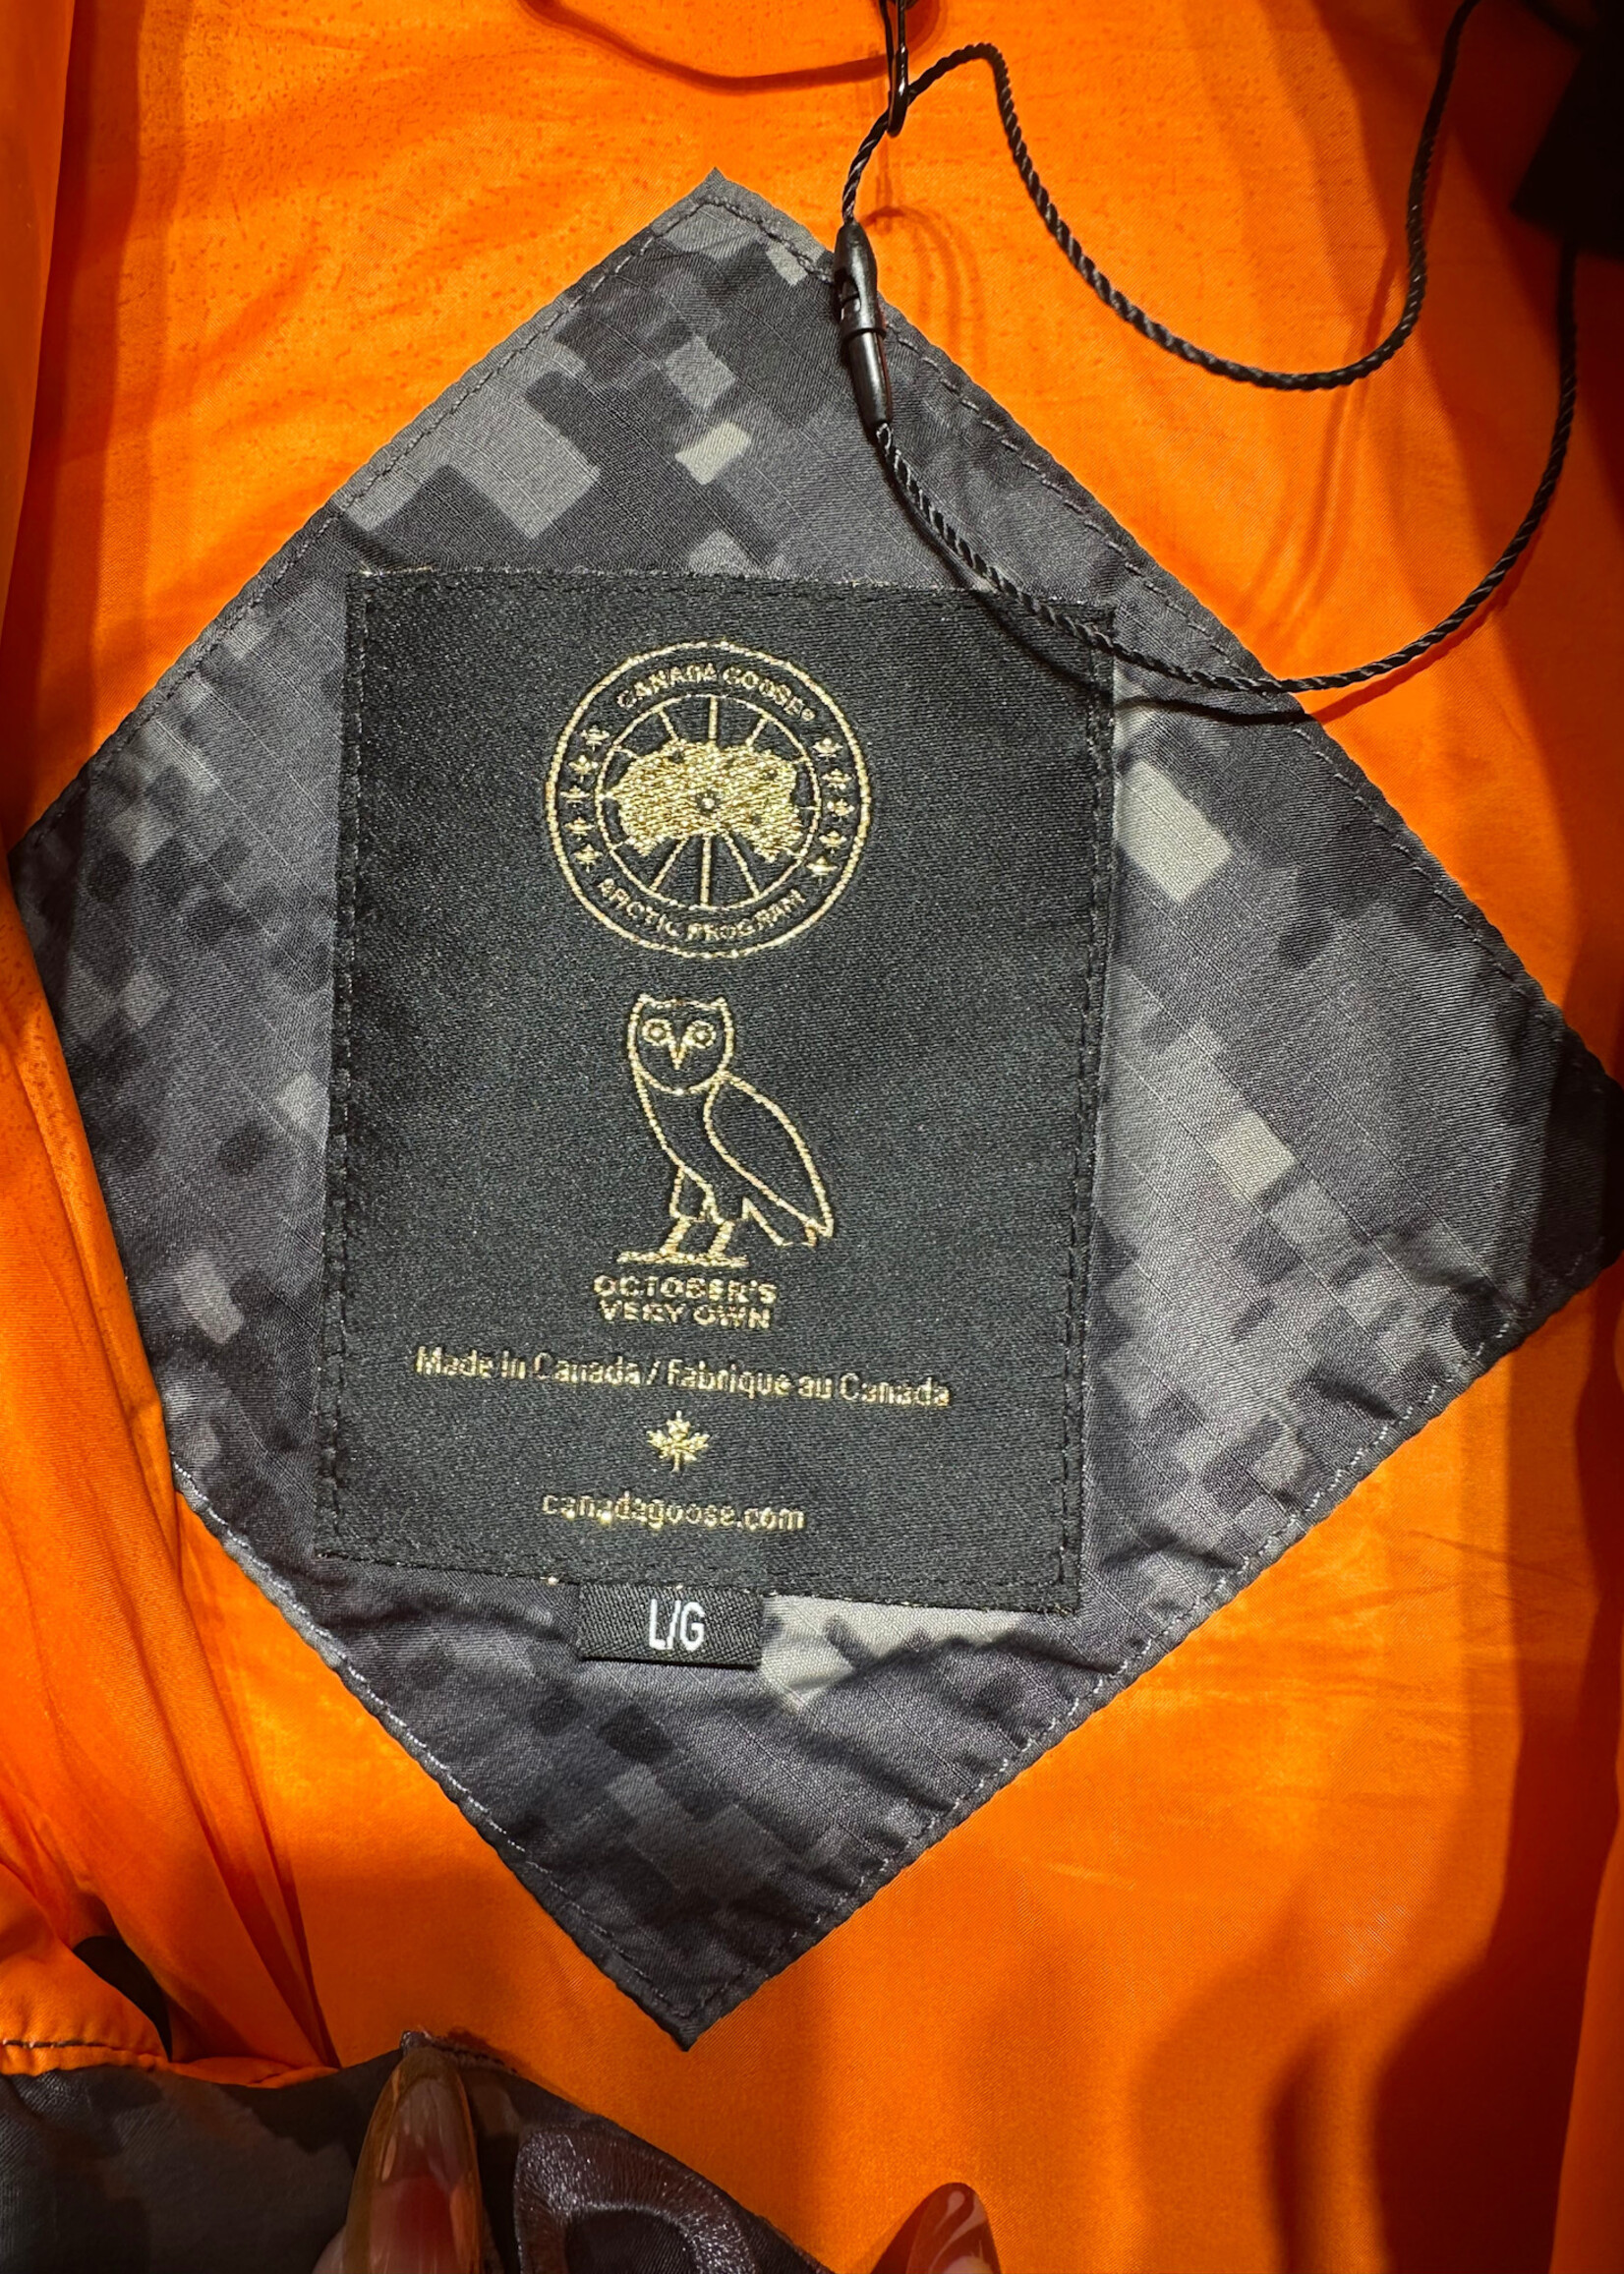 CANADA GOOSE®
ARCTIC PROGRAM
OCTOBER'S
VERY OWN
Made in Canada / Fabrique au Canada
canadagoose.com
L/G